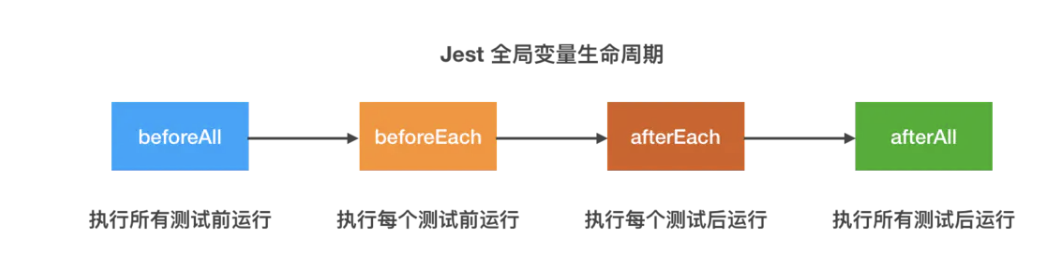 Jest 全局变量生命周期
beforeAll
beforeEach
afterEach
afterAll
执行所有测试前运行
执行每个测试前运行
执行每个测试后运行
执行所有测试后运行